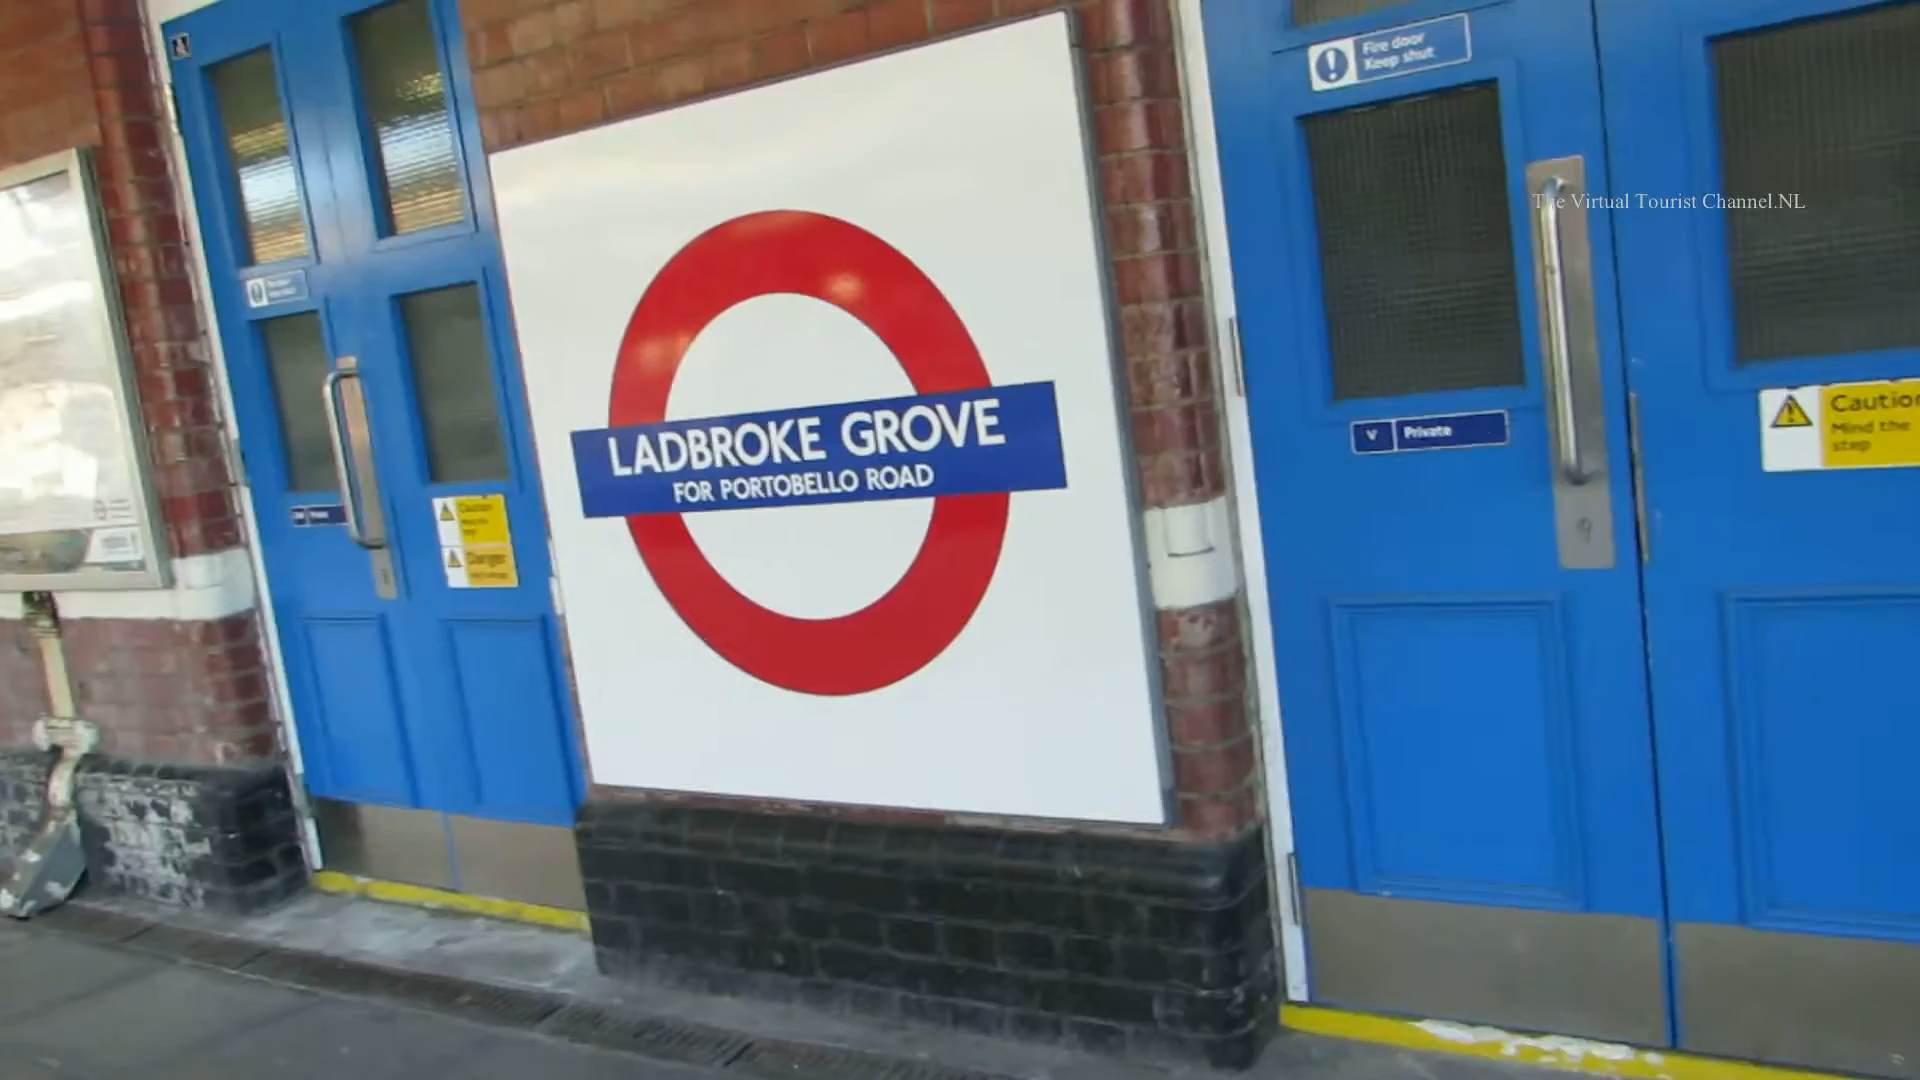 Fire door
Keep shut
The Virtual Tourist Channel.NL
LADBROKE GROVE
FOR PORTOBELLO ROAD
V Private
Caution
Mind the
step
Private
Caution
Danger